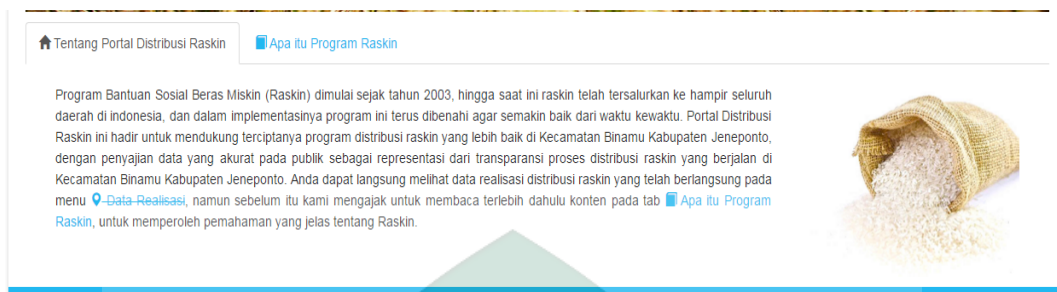 Tentang Portal Distribusi Raskin
Apa itu Program Raskin
Program Bantuan Sosial Beras Miskin (Raskin) dimulai sejak tahun 2003, hingga saat ini raskin telah tersalurkan ke hampir seluruh
daerah di indonesia, dan dalam implementasinya program ini terus dibenahi agar semakin baik dari waktu kewaktu. Portal Distribusi
Raskin ini hadir untuk mendukung terciptanya program distribusi raskin yang lebih baik di Kecamatan Binamu Kabupaten Jeneponto,
dengan penyajian data yang akurat pada publik sebagai representasi dari transparansi proses distribusi raskin yang berjalan di
Kecamatan Binamu Kabupaten Jeneponto. Anda dapat langsung melihat data realisasi distribusi raskin yang telah berlangsung pada
menu Data Realisasi, namun sebelum itu kami mengajak untuk membaca terlebih dahulu konten pada tab Apa itu Program
Raskin, untuk memperoleh pemahaman yang jelas tentang Raskin.